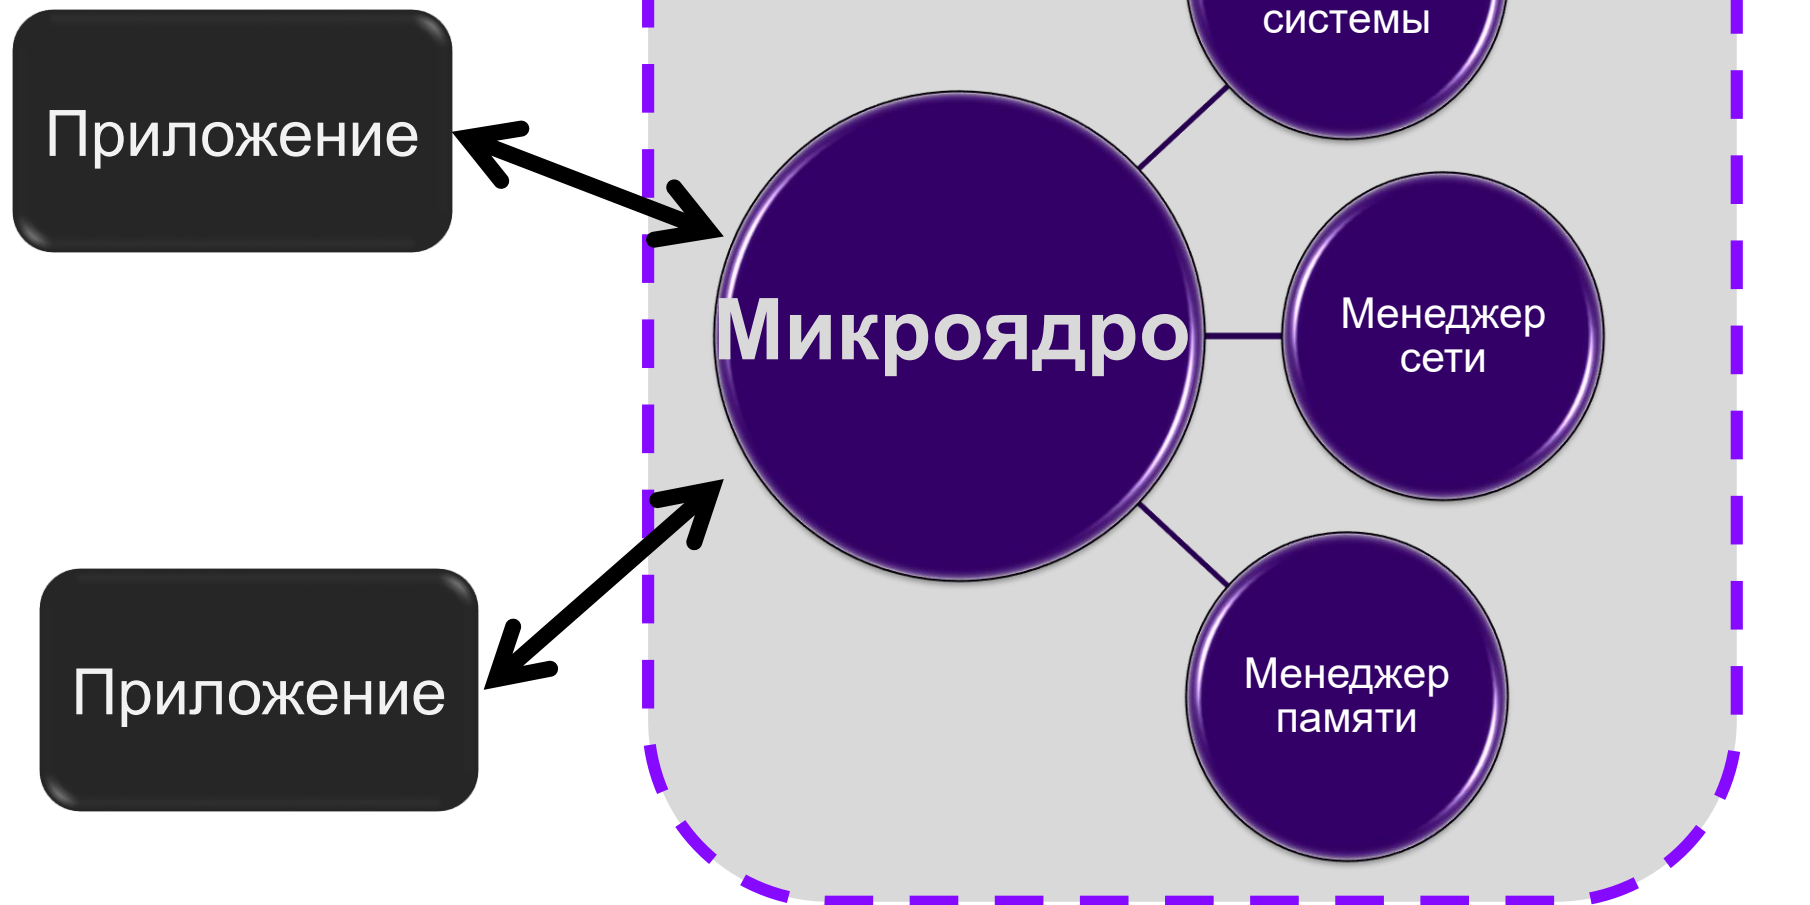 системы
Приложение
Микроядро
Менеджер
сети
Приложение
Менеджер
памяти